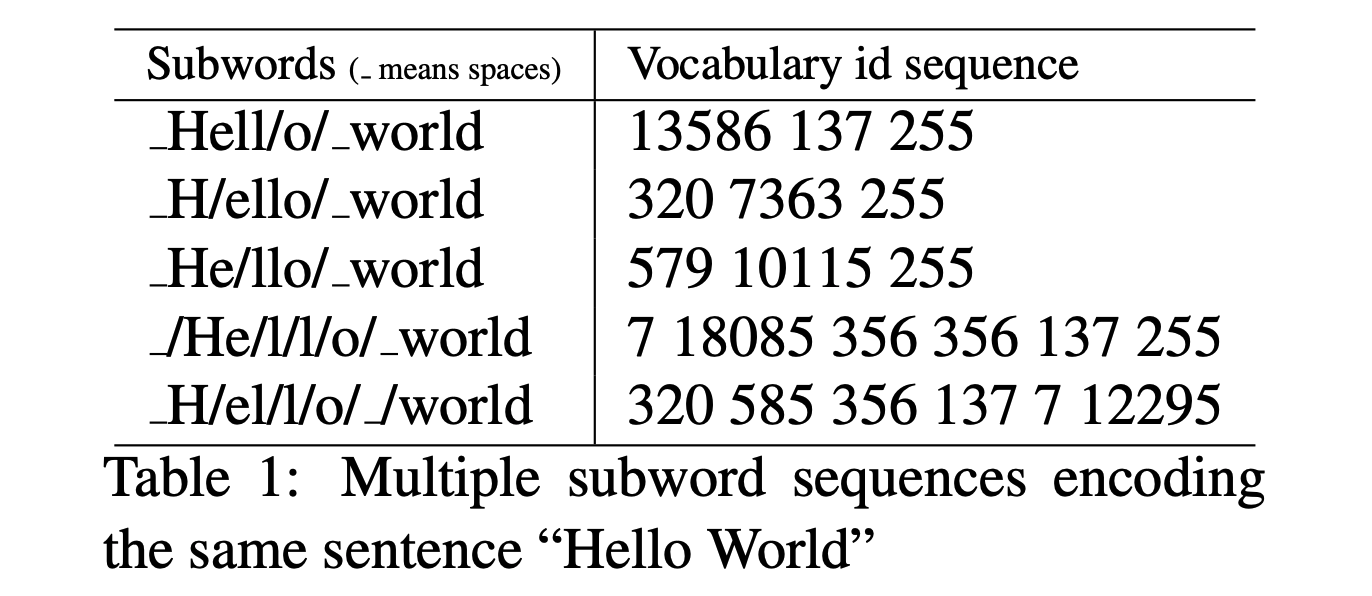 Subwords (_ means spaces) Vocabulary id sequence
_Hell/o/_world 13586 137 255
_H/ello/_world 320 7363 255
_He/llo/_world 579 10115 255
_/He/l/l/o/_world 7 18085 356 356 137 255
_H/el/l/o/_/world 320 585 356 137 7 12295
Table 1: Multiple subword sequences encoding
the same sentence “Hello World”